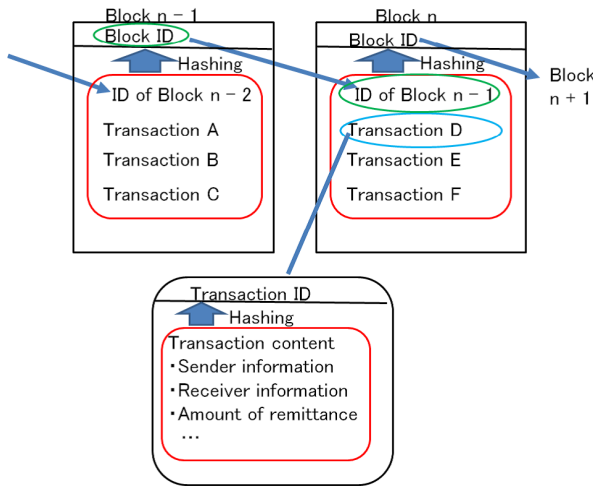 Block n - 1
Block ID
Hashing
ID of Block n - 2
Transaction A
Transaction B
Transaction C
Block n
Block ID
Hashing
ID of Block n - 1
Transaction D
Transaction E
Transaction F
Block
n + 1
Transaction ID
Hashing
Transaction content
・Sender information
・Receiver information
・Amount of remittance
…